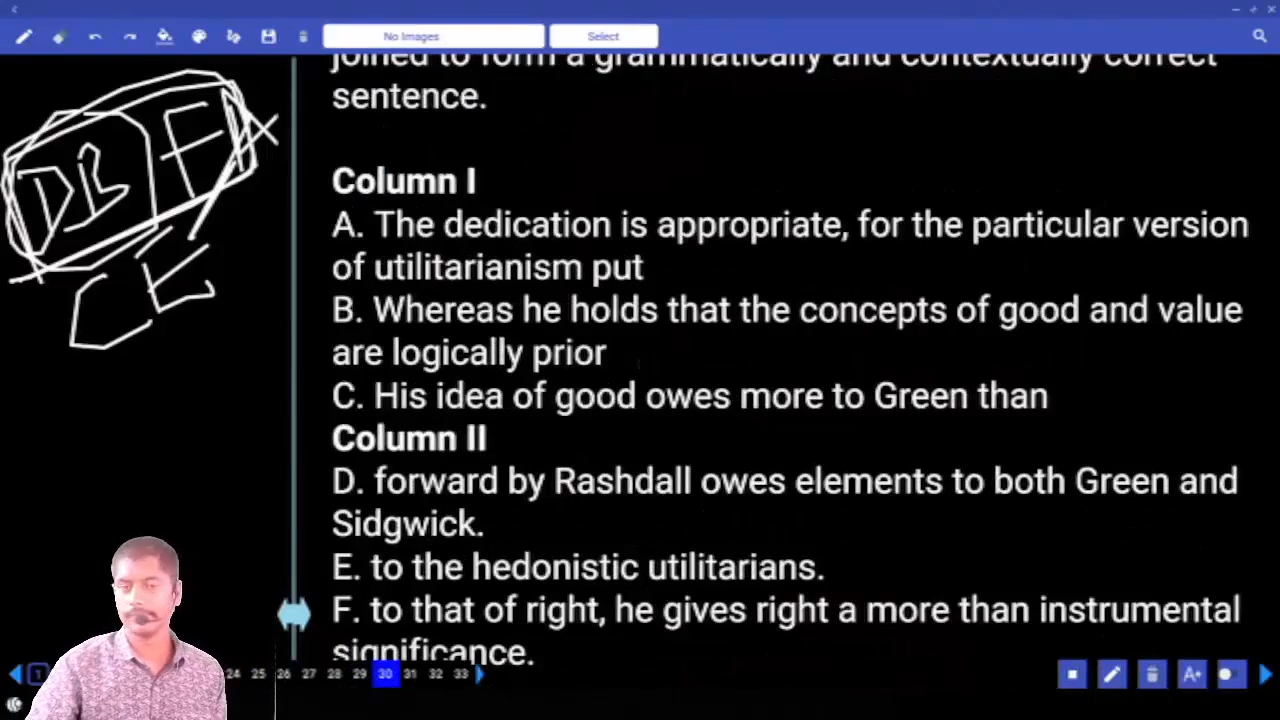 No Images
Select
joined to form a grammatically and contextually correct
sentence.
DB F
CE
Column I
A. The dedication is appropriate, for the particular version
of utilitarianism put
B. Whereas he holds that the concepts of good and value
are logically prior
C. His idea of good owes more to Green than
Column II
D. forward by Rashdall owes elements to both Green and
Sidgwick.
E. to the hedonistic utilitarians.
F. to that of right, he gives right a more than instrumental
significance.
1 24 25 26 27 28 29 30 31 32 33
A+